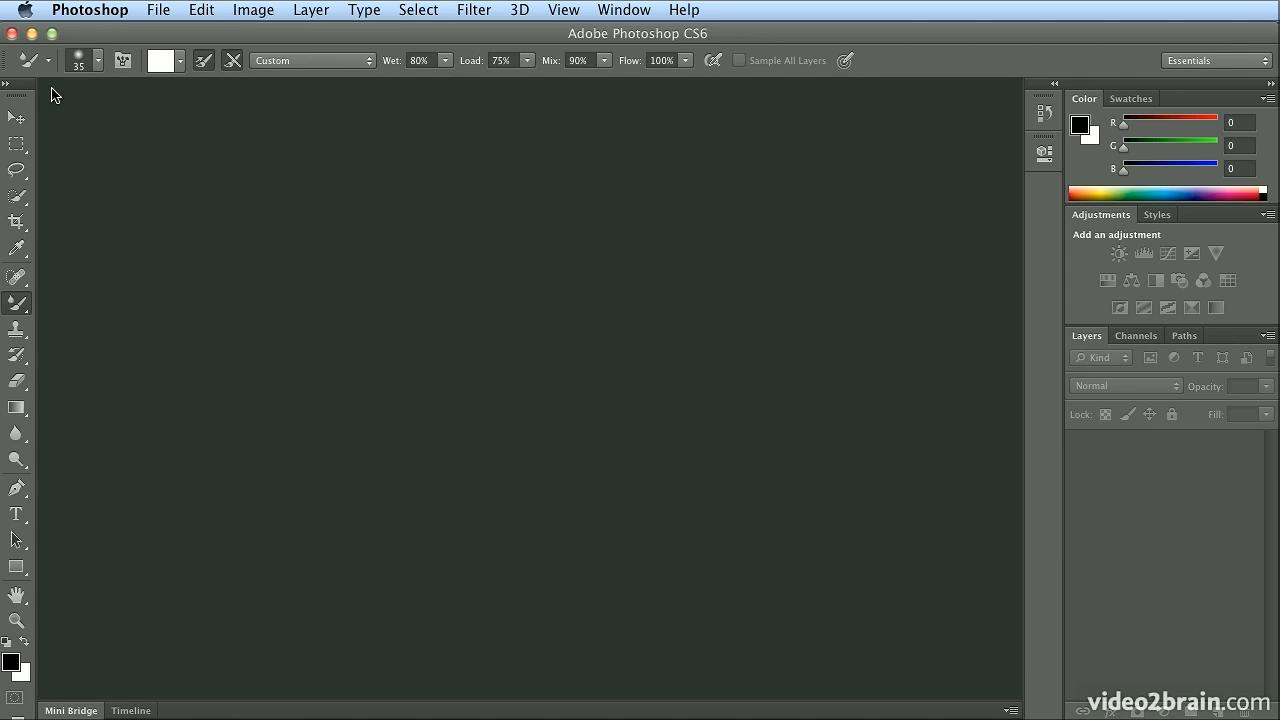 Photoshop File Edit Image Layer Type Select Filter 3D View Window Help
Adobe Photoshop CS6
35 Custom Wet: 80% Load: 75% Mix: 90% Flow: 100% Sample All Layers Essentials
Color Swatches
R 0
G 0
B 0
Adjustments Styles
Add an adjustment
Layers Channels Paths
Kind
Normal Opacity:
Lock: Fill:
Mini Bridge Timeline
video2brain.com